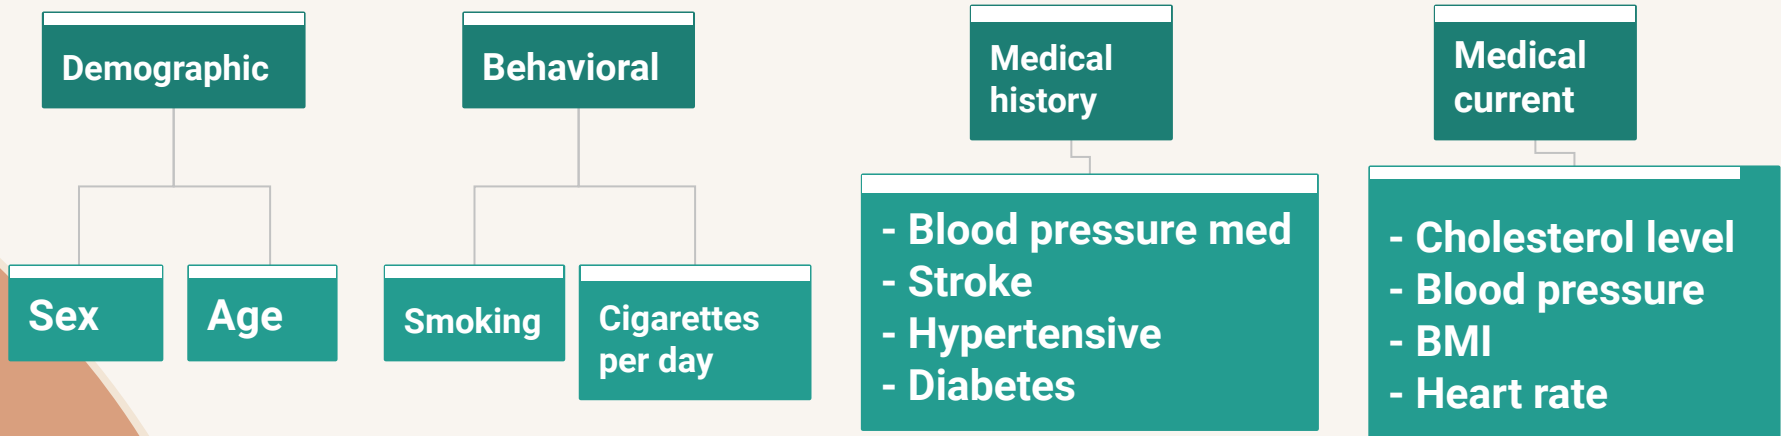 Demographic
Behavioral
Medical
history
Medical
current
Sex
Age
Smoking
Cigarettes
per day
- Blood pressure med
- Stroke
- Hypertensive
- Diabetes
- Cholesterol level
- Blood pressure
- BMI
- Heart rate